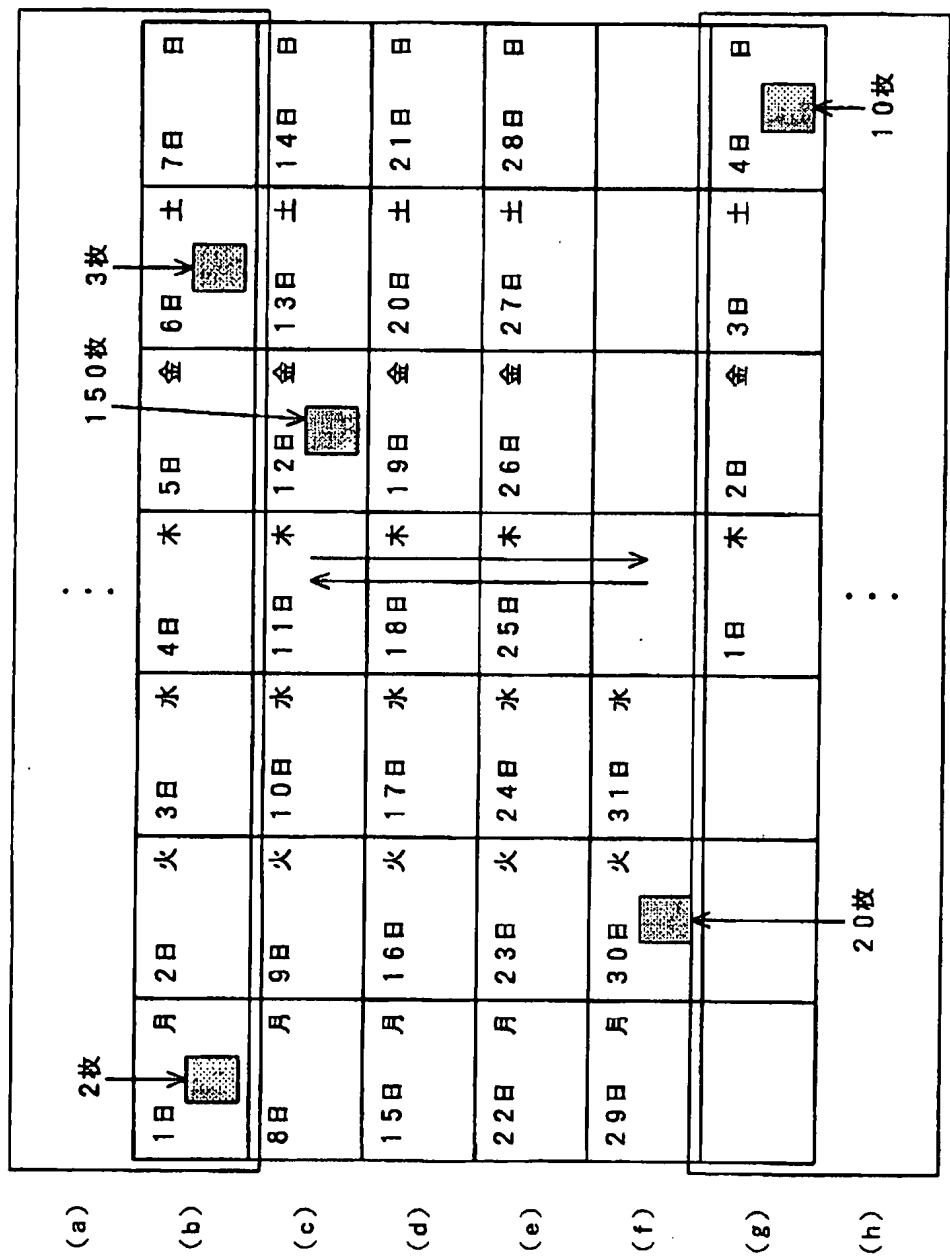 2枚 150枚 3枚
(a) ⋮
(b) 1日 月 2日 火 3日 水 4日 木 5日 金 6日 土 7日 日
(c) 8日 月 9日 火 10日 水 11日 木 12日 金 13日 土 14日 日
(d) 15日 月 16日 火 17日 水 18日 木 19日 金 20日 土 21日 日
(e) 22日 月 23日 火 24日 水 25日 木 26日 金 27日 土 28日 日
(f) 29日 月 30日 火 31日 水
(g) 1日 木 2日 金 3日 土 4日 日
(h) ⋮
20枚 10枚